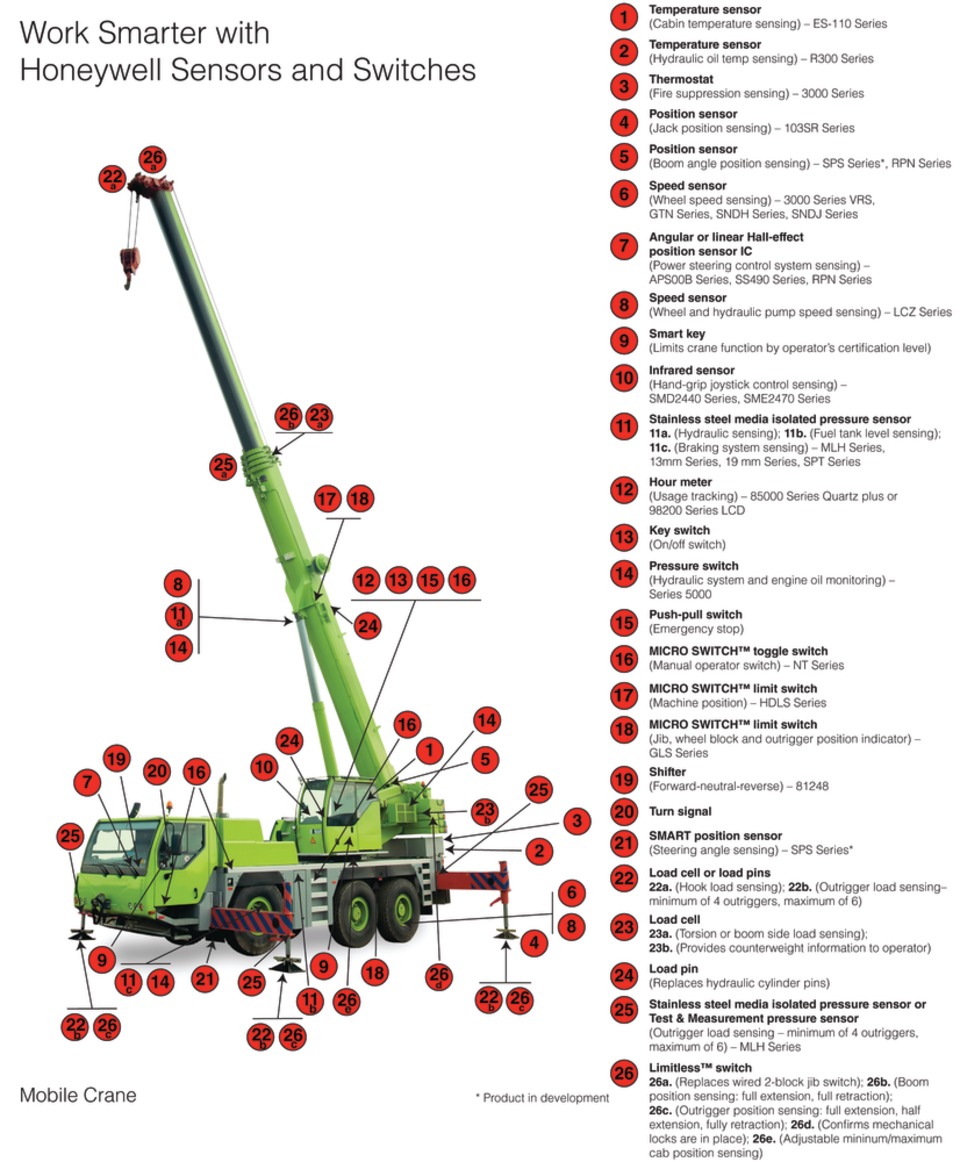 Work Smarter with
Honeywell Sensors and Switches
1 Temperature sensor
(Cabin temperature sensing) – ES-110 Series
2 Temperature sensor
(Hydraulic oil temp sensing) – R300 Series
3 Thermostat
(Fire suppression sensing) – 3000 Series
4 Position sensor
(Jack position sensing) – 103SR Series
5 Position sensor
(Boom angle position sensing) – SPS Series*, RPN Series
6 Speed sensor
(Wheel speed sensing) – 3000 Series VRS,
GTN Series, SNDH Series, SNDJ Series
7 Angular or linear Hall-effect
position sensor IC
(Power steering control system sensing) –
APS00B Series, SS490 Series, RPN Series
8 Speed sensor
(Wheel and hydraulic pump speed sensing) – LCZ Series
9 Smart key
(Limits crane function by operator's certification level)
10 Infrared sensor
(Hand-grip joystick control sensing) –
SMD2440 Series, SME2470 Series
11 Stainless steel media isolated pressure sensor
11a. (Hydraulic sensing); 11b. (Fuel tank level sensing);
11c. (Braking system sensing) – MLH Series,
13mm Series, 19 mm Series, SPT Series
12 Hour meter
(Usage tracking) – 85000 Series Quartz plus or
98200 Series LCD
13 Key switch
(On/off switch)
14 Pressure switch
(Hydraulic system and engine oil monitoring) –
Series 5000
15 Push-pull switch
(Emergency stop)
16 MICRO SWITCH™ toggle switch
(Manual operator switch) – NT Series
17 MICRO SWITCH™ limit switch
(Machine position) – HDLS Series
18 MICRO SWITCH™ limit switch
(Jib, wheel block and outrigger position indicator) –
GLS Series
19 Shifter
(Forward-neutral-reverse) – 81248
20 Turn signal
21 SMART position sensor
(Steering angle sensing) – SPS Series*
22 Load cell or load pins
22a. (Hook load sensing); 22b. (Outrigger load sensing–
minimum of 4 outriggers, maximum of 6)
23 Load cell
23a. (Torsion or boom side load sensing);
23b. (Provides counterweight information to operator)
24 Load pin
(Replaces hydraulic cylinder pins)
25 Stainless steel media isolated pressure sensor or
Test & Measurement pressure sensor
(Outrigger load sensing – minimum of 4 outriggers,
maximum of 6) – MLH Series
26 Limitless™ switch
26a. (Replaces wired 2-block jib switch); 26b. (Boom
position sensing: full extension, full retraction);
26c. (Outrigger position sensing: full extension, half
extension, fully retraction); 26d. (Confirms mechanical
locks are in place); 26e. (Adjustable mininum/maximum
cab position sensing)
22a 26a
26b 23a
25a
17 18
12 13 15 16
8
11a
14
24
24 16 14
1
10 5
19
7 20 16
25
23b
25
3
2
6
8
4
9
11c 14 21 25
11b
9
26e
18
26d
22b 26c
22b 26c
22b 26c
Mobile Crane
* Product in development